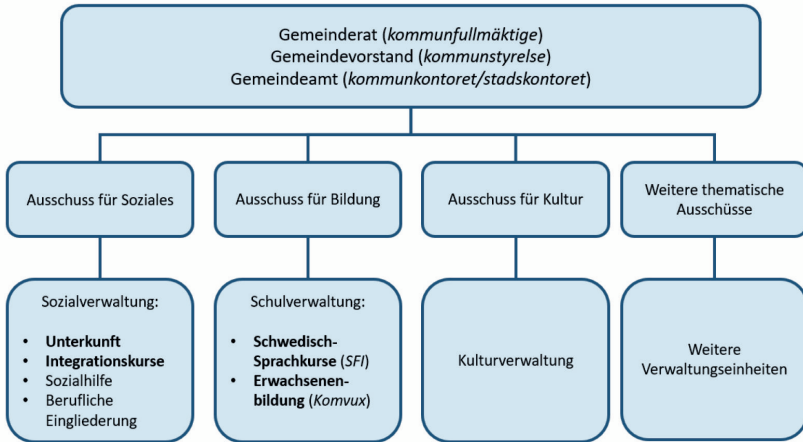 Gemeinderat (kommunfullmäktige)
Gemeindevorstand (kommunstyrelse)
Gemeindeamt (kommunkontoret/stadskontoret)
Ausschuss für Soziales
Ausschuss für Bildung
Ausschuss für Kultur
Weitere thematische
Ausschüsse
Sozialverwaltung:
• Unterkunft
• Integrationskurse
• Sozialhilfe
• Berufliche
Eingliederung
Schulverwaltung:
• Schwedisch-
Sprachkurse (SFI)
• Erwachsenen-
bildung (Komvux)
Kulturverwaltung
Weitere
Verwaltungseinheiten